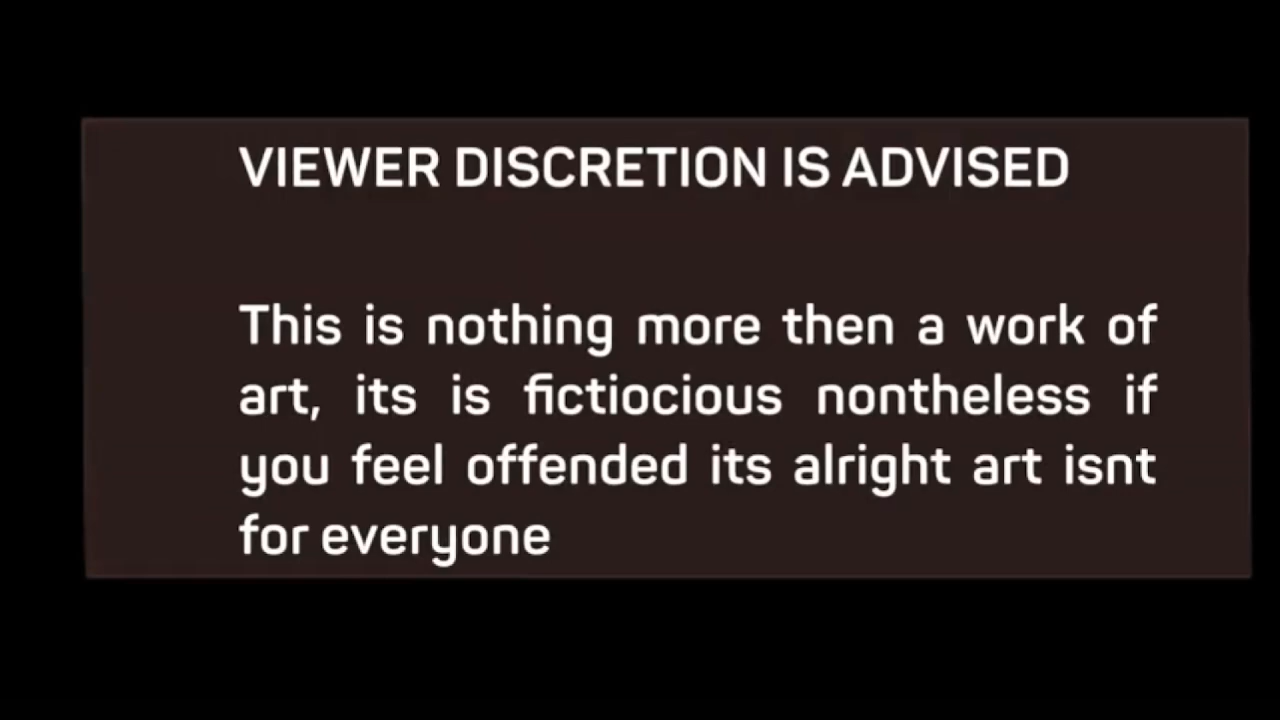 VIEWER DISCRETION IS ADVISED
This is nothing more then a work of
art, its is fictiocious nontheless if
you feel offended its alright art isnt
for everyone